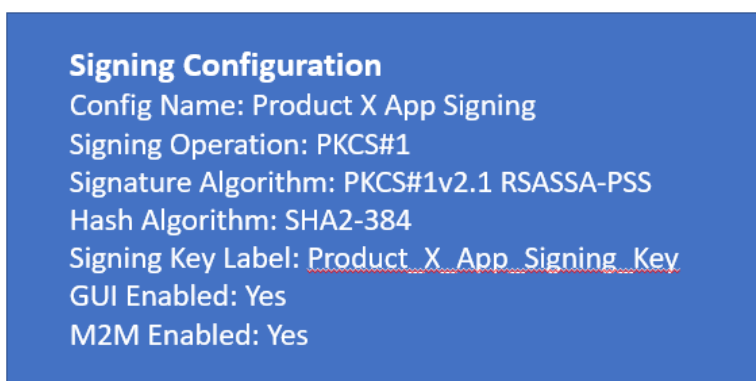 Signing Configuration
Config Name: Product X App Signing
Signing Operation: PKCS#1
Signature Algorithm: PKCS#1v2.1 RSASSA-PSS
Hash Algorithm: SHA2-384
Signing Key Label: Product_X_App_Signing_Key
GUI Enabled: Yes
M2M Enabled: Yes